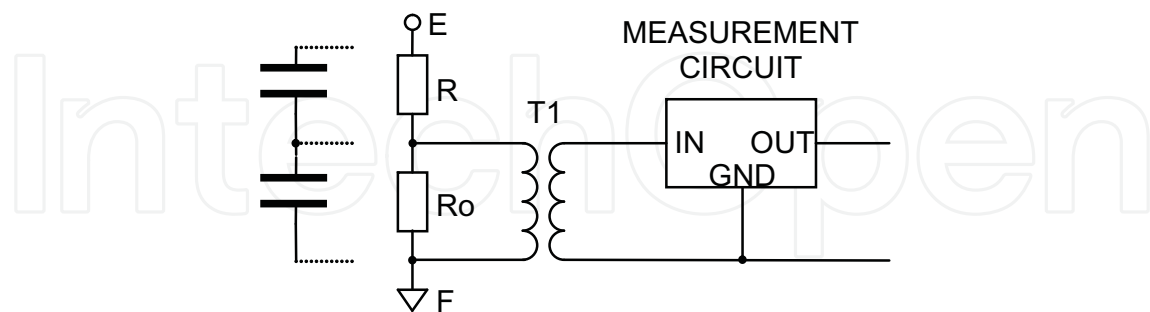 E
MEASUREMENT
CIRCUIT
R
T1
IN OUT
GND
Ro
F
IntechOpen